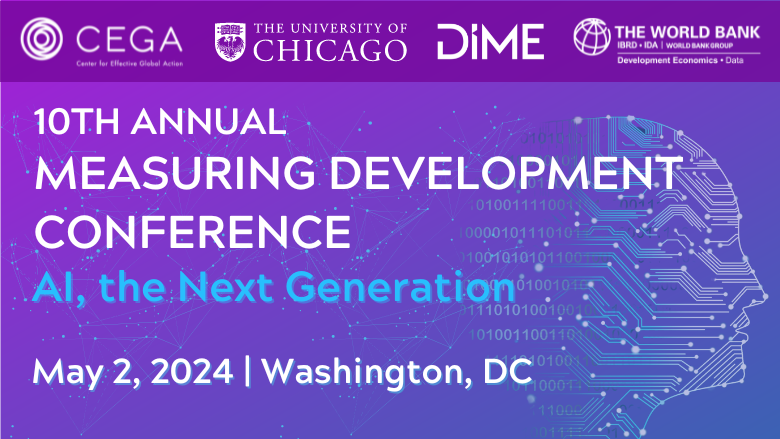 CEGA
Center for Effective Global Action
THE UNIVERSITY OF
CHICAGO
DIME
THE WORLD BANK
IBRD • IDA | WORLD BANK GROUP
Development Economics • Data
10TH ANNUAL
MEASURING DEVELOPMENT
CONFERENCE
AI, the Next Generation
May 2, 2024 | Washington, DC